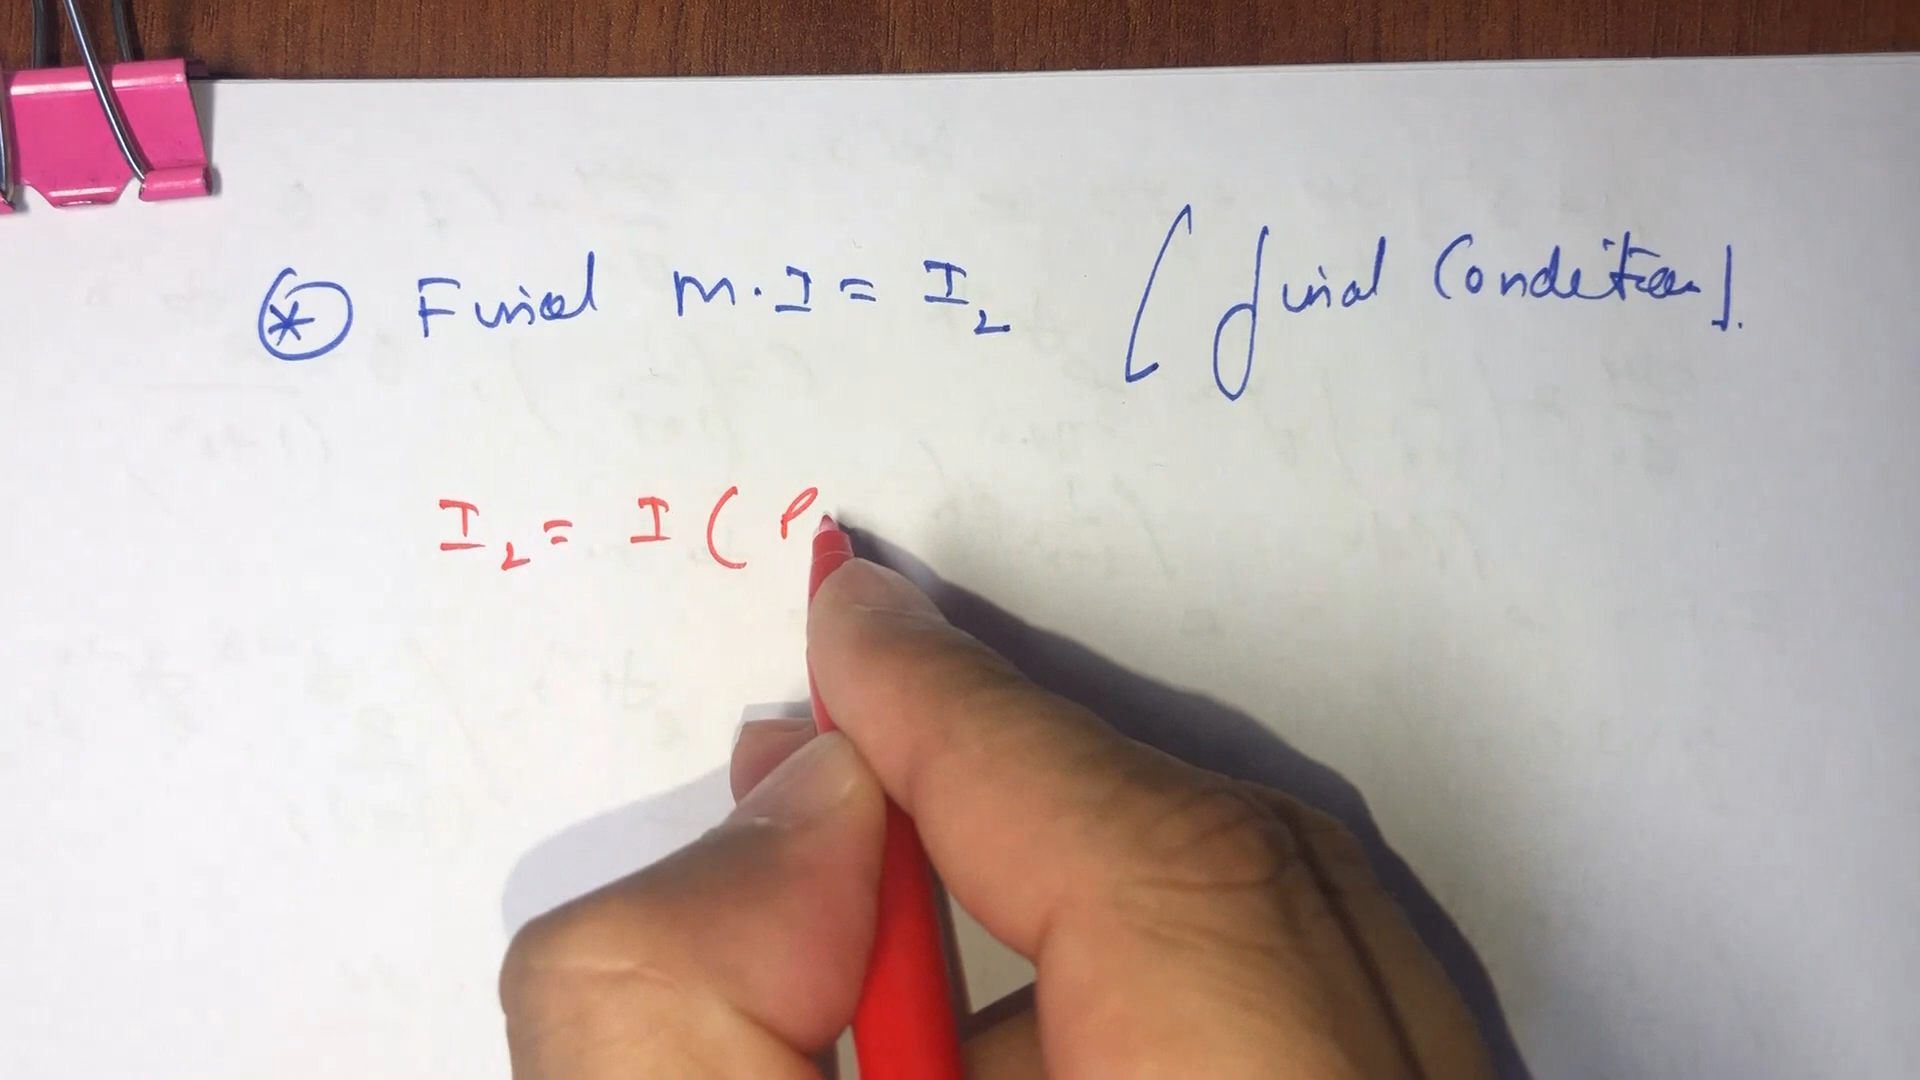 * Final m.I = I₂ [final Condition].
I₂ = I (P